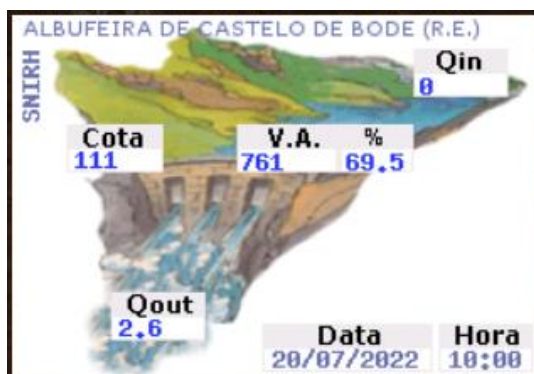 ALBUFEIRA DE CASTELO DE BODE (R.E.)
SNIRH
Qin
0
Cota V.A. %
111 761 69.5
Qout
2.6
Data Hora
20/07/2022 10:00